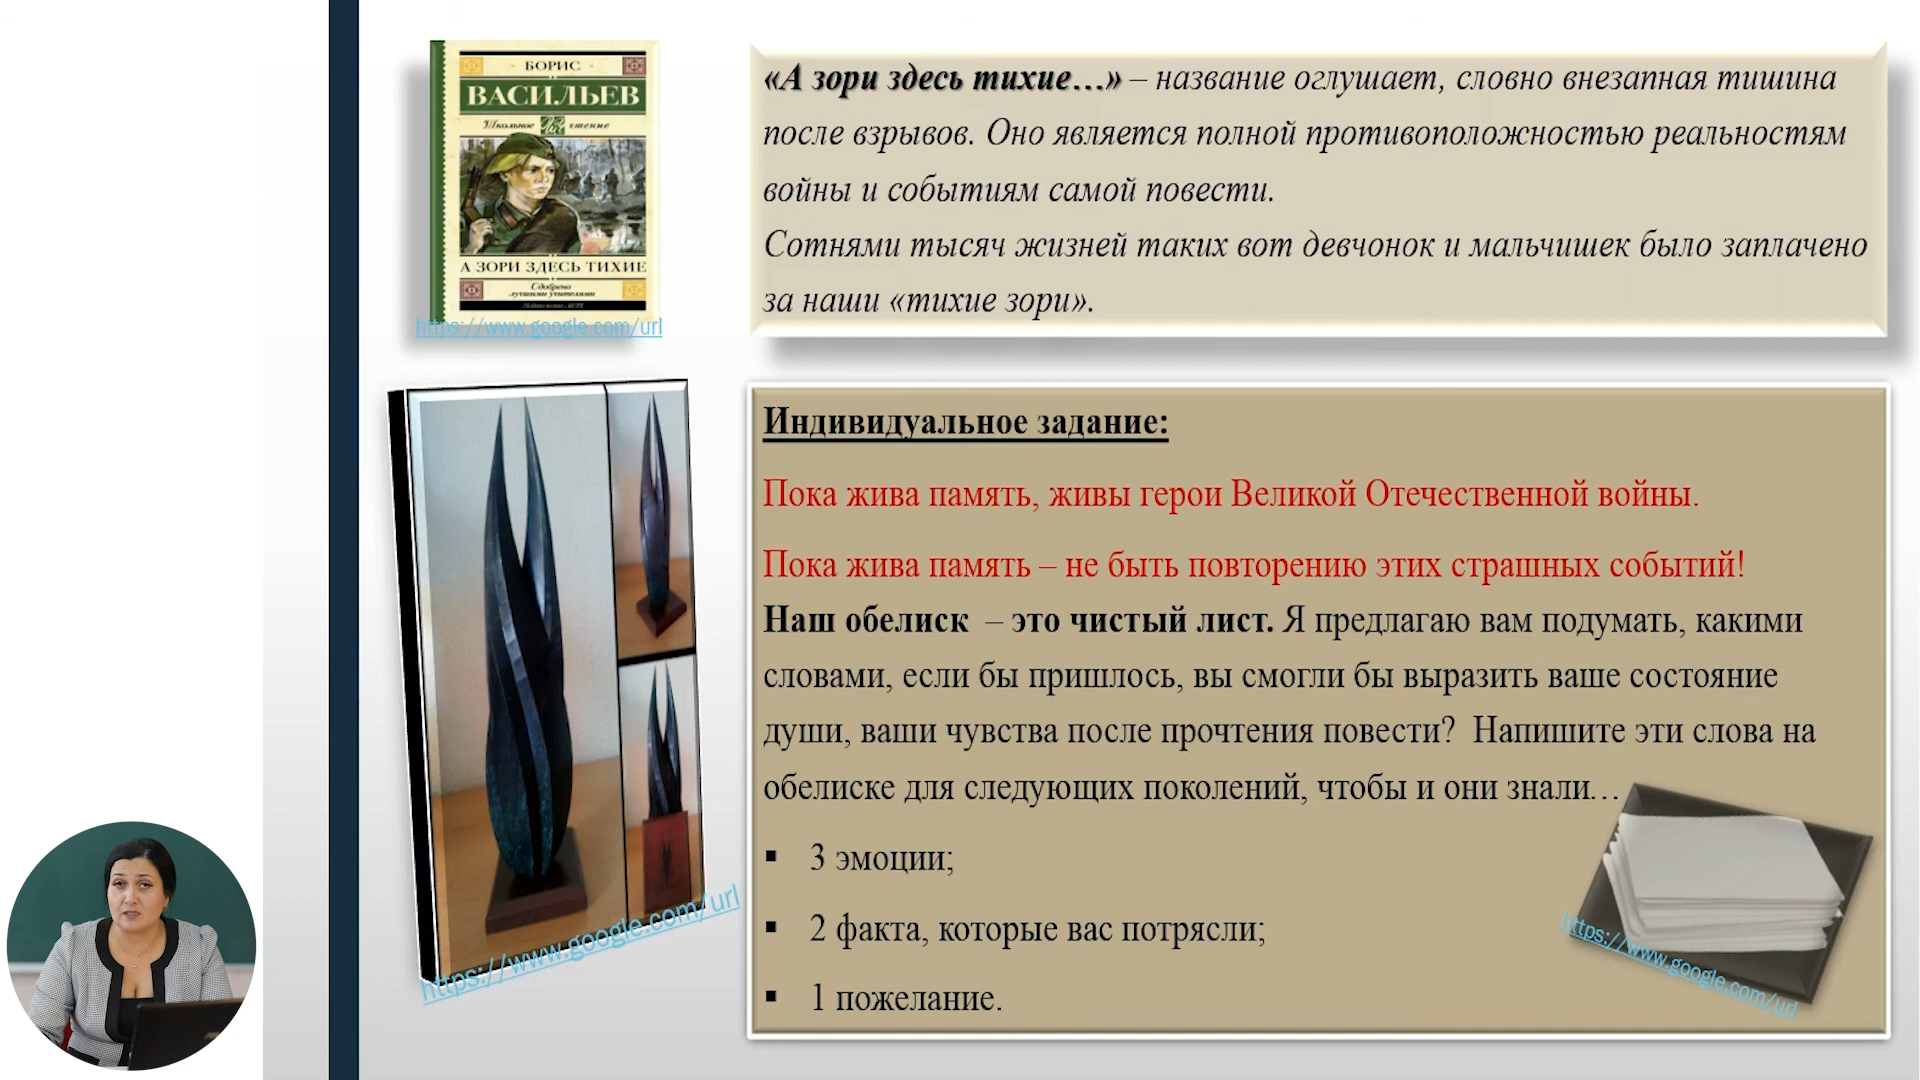 БОРИС
ВАСИЛЬЕВ
Школьное чтение
А ЗОРИ ЗДЕСЬ ТИХИЕ
Одобрено
лучшими учителями
https://www.google.com/url
«А зори здесь тихие…» – название оглушает, словно внезапная тишина
после взрывов. Оно является полной противоположностью реальностям
войны и событиям самой повести.
Сотнями тысяч жизней таких вот девчонок и мальчишек было заплачено
за наши «тихие зори».
https://www.google.com/url
Индивидуальное задание:
Пока жива память, живы герои Великой Отечественной войны.
Пока жива память – не быть повторению этих страшных событий!
Наш обелиск – это чистый лист. Я предлагаю вам подумать, какими
словами, если бы пришлось, вы смогли бы выразить ваше состояние
души, ваши чувства после прочтения повести? Напишите эти слова на
обелиске для следующих поколений, чтобы и они знали…
▪ 3 эмоции;
▪ 2 факта, которые вас потрясли;
▪ 1 пожелание.
https://www.google.com/url